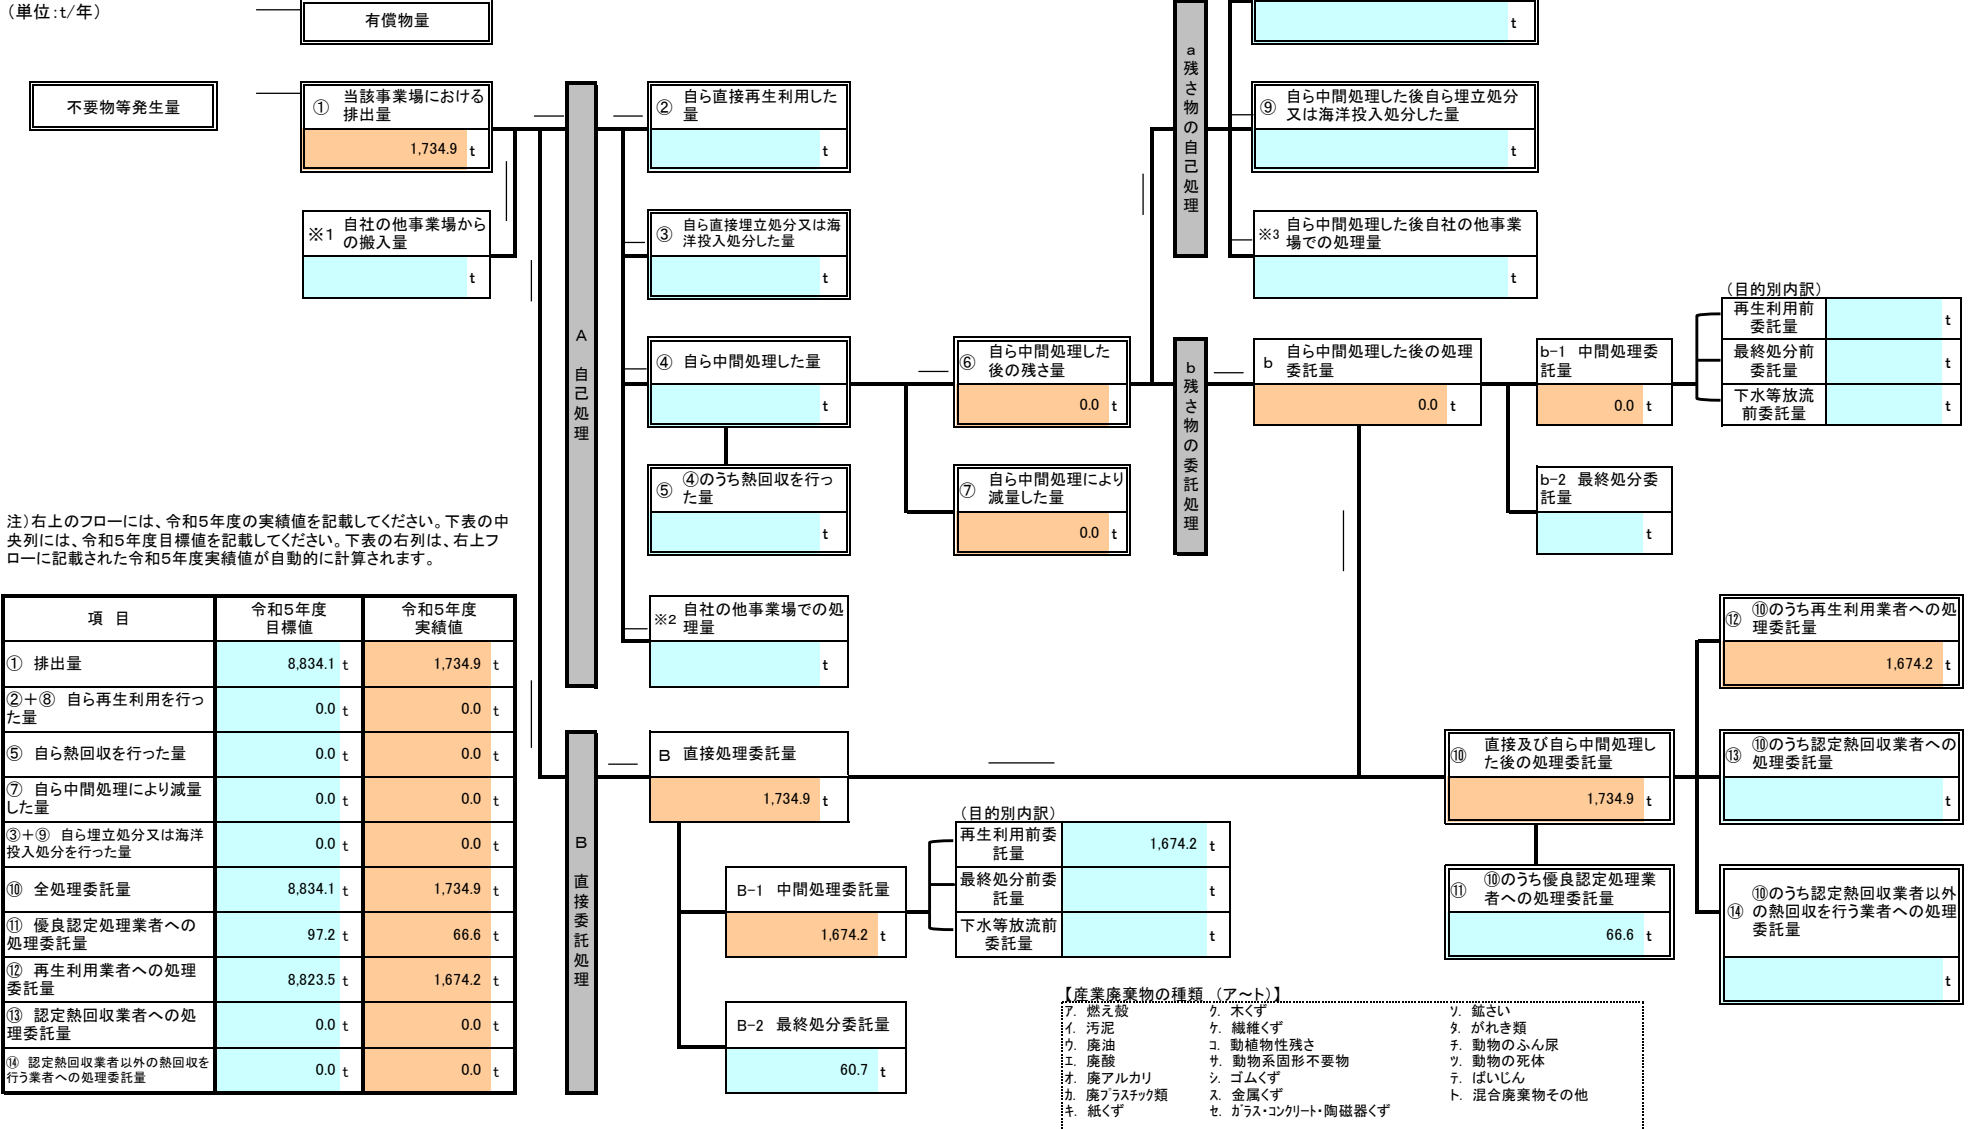 （単位:t/年）
有償物量
t
不要物等発生量
① 当該事業場における
排出量
1,734.9 t
※1 自社の他事業場から
の搬入量
t
A
自己処理
② 自ら直接再生利用した
量
t
③ 自ら直接埋立処分又は海
洋投入処分した量
t
④ 自ら中間処理した量
t
⑤ ④のうち熱回収を行っ
た量
t
※2 自社の他事業場での処
理量
t
⑥ 自ら中間処理した
後の残さ量
0.0 t
⑦ 自ら中間処理により
減量した量
0.0 t
a
残さ物の自己処理
⑨ 自ら中間処理した後自ら埋立処分
又は海洋投入処分した量
t
※3 自ら中間処理した後自社の他事業
場での処理量
t
b
残さ物の委託処理
b 自ら中間処理した後の処理
委託量
0.0 t
b-1 中間処理委
託量
0.0 t
b-2 最終処分委
託量
t
（目的別内訳）
再生利用前
委託量
t
最終処分前
委託量
t
下水等放流
前委託量
t
注）右上のフローには、令和5年度の実績値を記載してください。下表の中
央列には、令和5年度目標値を記載してください。下表の右列は、右上フ
ローに記載された令和5年度実績値が自動的に計算されます。
項 目 令和5年度
目標値 令和5年度
実績値
① 排出量 8,834.1 t 1,734.9 t
②＋⑧ 自ら再生利用を行っ
た量 0.0 t 0.0 t
⑤ 自ら熱回収を行った量 0.0 t 0.0 t
⑦ 自ら中間処理により減量
した量 0.0 t 0.0 t
③＋⑨ 自ら埋立処分又は海洋
投入処分を行った量 0.0 t 0.0 t
⑩ 全処理委託量 8,834.1 t 1,734.9 t
⑪ 優良認定処理業者への
処理委託量 97.2 t 66.6 t
⑫ 再生利用業者への処理
委託量 8,823.5 t 1,674.2 t
⑬ 認定熱回収業者への処
理委託量 0.0 t 0.0 t
⑭ 認定熱回収業者以外の熱回収を
行う業者への処理委託量 0.0 t 0.0 t
B
直接委託処理
B 直接処理委託量
1,734.9 t
B-1 中間処理委託量
1,674.2 t
B-2 最終処分委託量
60.7 t
（目的別内訳）
再生利用前委
託量
1,674.2 t
最終処分前委
託量
t
下水等放流前
委託量
t
⑩ 直接及び自ら中間処理し
た後の処理委託量
1,734.9 t
⑪ ⑩のうち優良認定処理業
者への処理委託量
66.6 t
⑫ ⑩のうち再生利用業者への処
理委託量
1,674.2 t
⑬ ⑩のうち認定熱回収業者への
処理委託量
t
⑭ ⑩のうち認定熱回収業者以外
の熱回収を行う業者への処理
委託量
t
【産業廃棄物の種類 （ア～ト）】
ア. 燃え殻 ク. 木くず ソ. 鉱さい
イ. 汚泥 ケ. 繊維くず タ. がれき類
ウ. 廃油 コ. 動植物性残さ チ. 動物のふん尿
エ. 廃酸 サ. 動物系固形不要物 ツ. 動物の死体
オ. 廃アルカリ シ. ゴムくず テ. ばいじん
カ. 廃プラスチック類 ス. 金属くず ト. 混合廃棄物その他
キ. 紙くず セ. ガラス・コンクリート・陶磁器くず